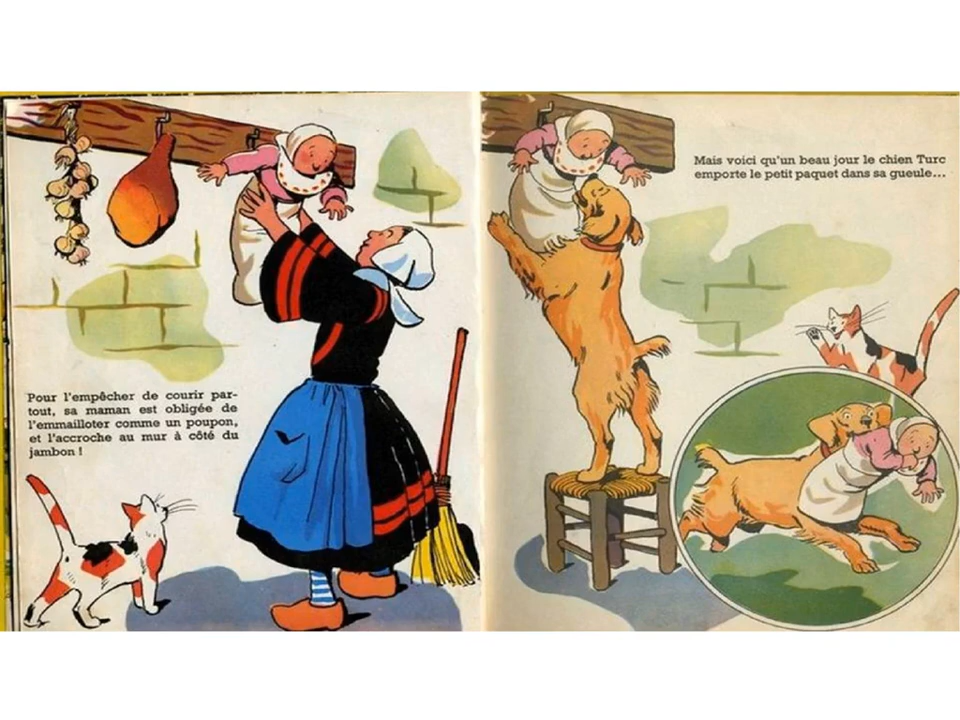 Pour l'empêcher de courir par-
tout, sa maman est obligée de
l'emmailloter comme un poupon,
et l'accroche au mur à côté du
jambon !
Mais voici qu'un beau jour le chien Turc
emporte le petit paquet dans sa gueule...